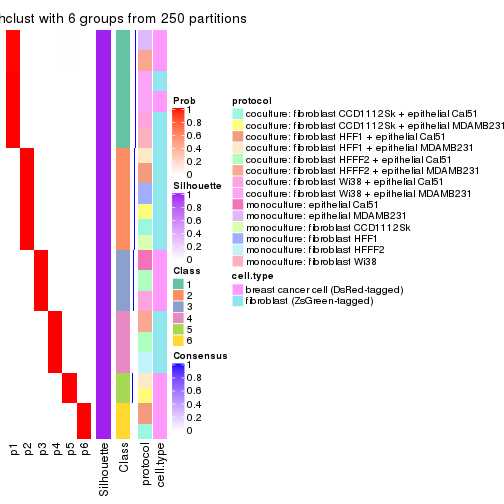 hclust with 6 groups from 250 partitions
Prob
1
0.8
0.6
0.4
0.2
0
Silhouette
1
0.8
0.6
0.4
0.2
0
Class
1
2
3
4
5
6
Consensus
1
0.8
0.6
0.4
0.2
0
protocol
coculture: fibroblast CCD1112Sk + epithelial Cal51
coculture: fibroblast CCD1112Sk + epithelial MDAMB231
coculture: fibroblast HFF1 + epithelial Cal51
coculture: fibroblast HFF1 + epithelial MDAMB231
coculture: fibroblast HFFF2 + epithelial Cal51
coculture: fibroblast HFFF2 + epithelial MDAMB231
coculture: fibroblast Wi38 + epithelial Cal51
coculture: fibroblast Wi38 + epithelial MDAMB231
monoculture: epithelial Cal51
monoculture: epithelial MDAMB231
monoculture: fibroblast CCD1112Sk
monoculture: fibroblast HFF1
monoculture: fibroblast HFFF2
monoculture: fibroblast Wi38
cell.type
breast cancer cell (DsRed-tagged)
fibroblast (ZsGreen-tagged)
p1
p2
p3
p4
p5
p6
Silhouette
Class
protocol
cell.type